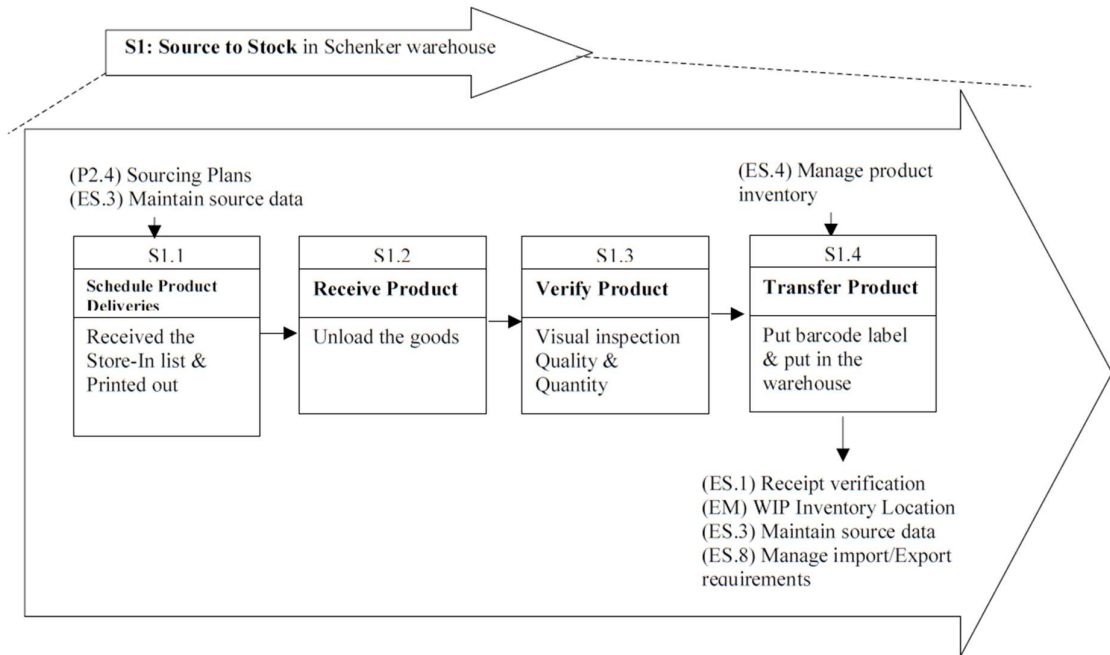 S1: Source to Stock in Schenker warehouse
(P2.4) Sourcing Plans
(ES.3) Maintain source data
(ES.4) Manage product
inventory
S1.1
Schedule Product
Deliveries
Received the
Store-In list &
Printed out
S1.2
Receive Product
Unload the goods
S1.3
Verify Product
Visual inspection
Quality &
Quantity
S1.4
Transfer Product
Put barcode label
& put in the
warehouse
(ES.1) Receipt verification
(EM) WIP Inventory Location
(ES.3) Maintain source data
(ES.8) Manage import/Export
requirements